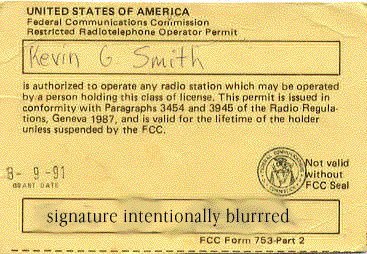 UNITED STATES OF AMERICA
Federal Communications Commission
Restricted Radiotelephone Operator Permit
Kevin G Smith
is authorized to operate any radio station which may be operated
by a person holding this class of license. This permit is issued in
conformity with Paragraphs 3454 and 3945 of the Radio Regula-
tions, Geneva 1987, and is valid for the lifetime of the holder
unless suspended by the FCC.
8- 9-91
GRANT DATE
Not valid
without
FCC Seal
signature intentionally blurrred
FCC Form 753-Part 2